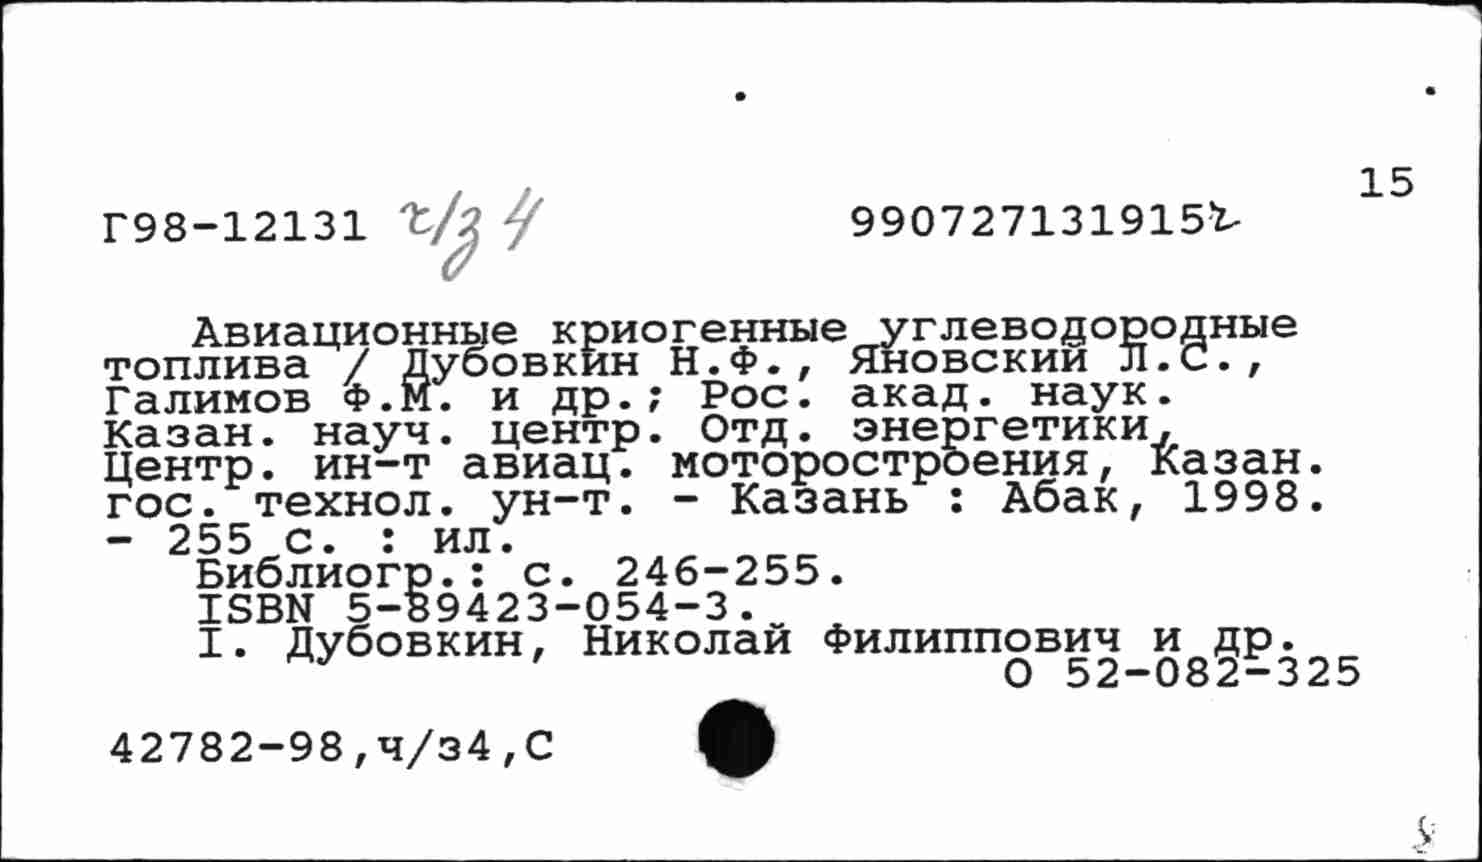 15
Г98-12131 ч/з 4 990727131915г
Авиационные криогенные углеводородные
топлива / Дубовкин Н.Ф., Яновский Л.С.,
Галимов Ф.М. и др.; Рос. акад. наук.
Казан. науч. центр. Отд. энергетики,
Центр. ин-т авиац. моторостроения, Казан.
гос. технол. ун-т. - Казань : Абак, 1998.
- 255 с. : ил.
Библиогр.: с. 246-255.
ISBN 5-89423-054-3.
I. Дубовкин, Николай Филиппович и др.
О 52-082-325
42782-98,ч/з4,С